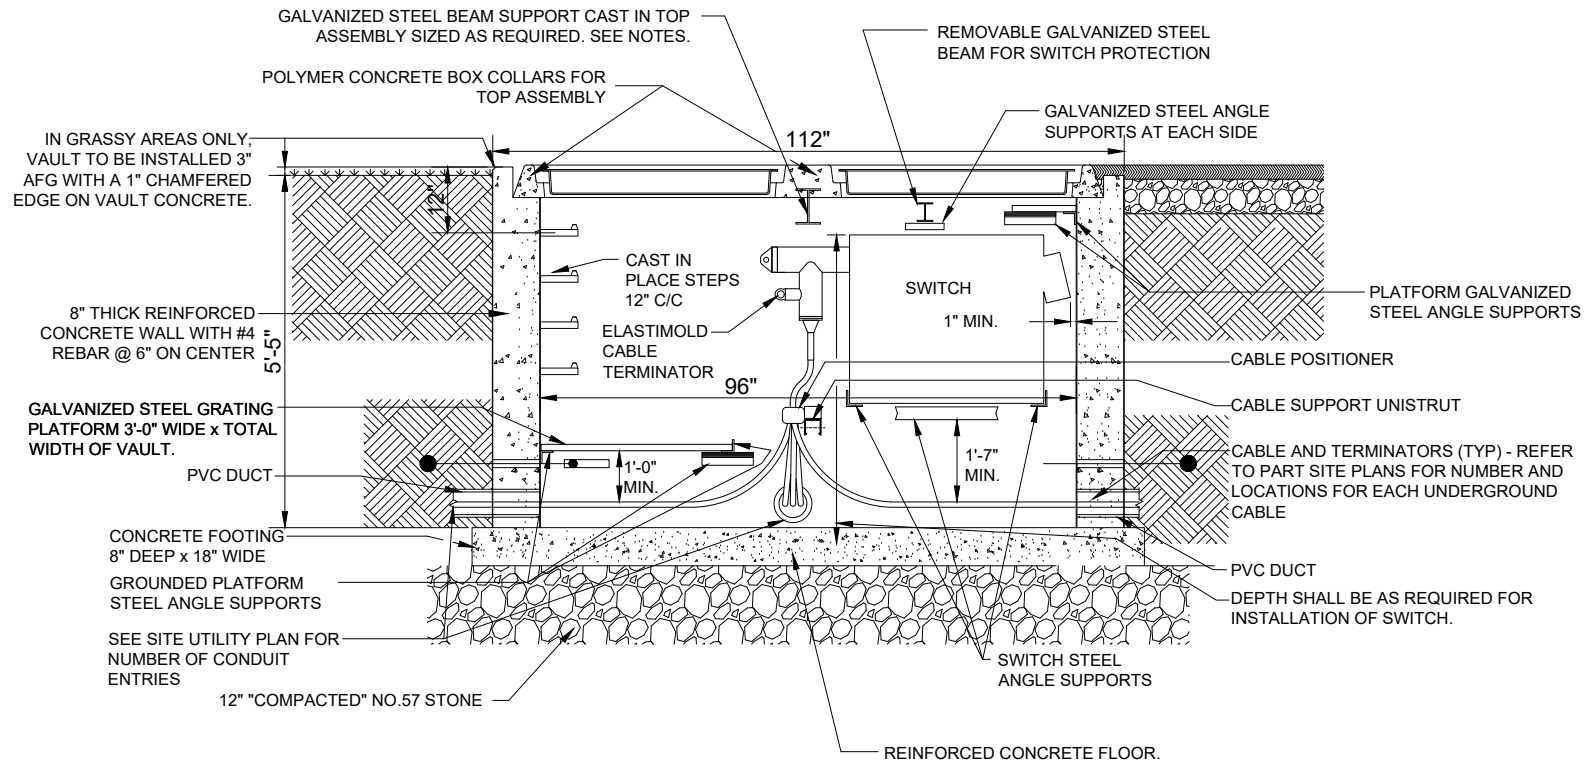 GALVANIZED STEEL BEAM SUPPORT CAST IN TOP
ASSEMBLY SIZED AS REQUIRED. SEE NOTES.
REMOVABLE GALVANIZED STEEL
BEAM FOR SWITCH PROTECTION
POLYMER CONCRETE BOX COLLARS FOR
TOP ASSEMBLY
GALVANIZED STEEL ANGLE
SUPPORTS AT EACH SIDE
IN GRASSY AREAS ONLY,
VAULT TO BE INSTALLED 3"
AFG WITH A 1" CHAMFERED
EDGE ON VAULT CONCRETE.
112"
12"
CAST IN
PLACE STEPS
12" C/C
SWITCH
1" MIN.
PLATFORM GALVANIZED
STEEL ANGLE SUPPORTS
8" THICK REINFORCED
CONCRETE WALL WITH #4
REBAR @ 6" ON CENTER
5'-5"
ELASTIMOLD
CABLE
TERMINATOR
96"
CABLE POSITIONER
CABLE SUPPORT UNISTRUT
GALVANIZED STEEL GRATING
PLATFORM 3'-0" WIDE x TOTAL
WIDTH OF VAULT.
PVC DUCT
1'-0"
MIN.
1'-7"
MIN.
CABLE AND TERMINATORS (TYP) - REFER
TO PART SITE PLANS FOR NUMBER AND
LOCATIONS FOR EACH UNDERGROUND
CABLE
CONCRETE FOOTING
8" DEEP x 18" WIDE
GROUNDED PLATFORM
STEEL ANGLE SUPPORTS
PVC DUCT
DEPTH SHALL BE AS REQUIRED FOR
INSTALLATION OF SWITCH.
SEE SITE UTILITY PLAN FOR
NUMBER OF CONDUIT
ENTRIES
SWITCH STEEL
ANGLE SUPPORTS
12" "COMPACTED" NO.57 STONE
REINFORCED CONCRETE FLOOR.